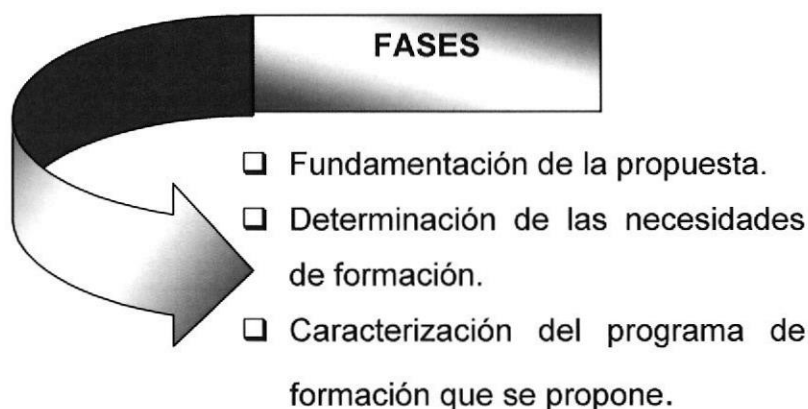 FASES
❑ Fundamentación de la propuesta.
❑ Determinación de las necesidades
de formación.
❑ Caracterización del programa de
formación que se propone.